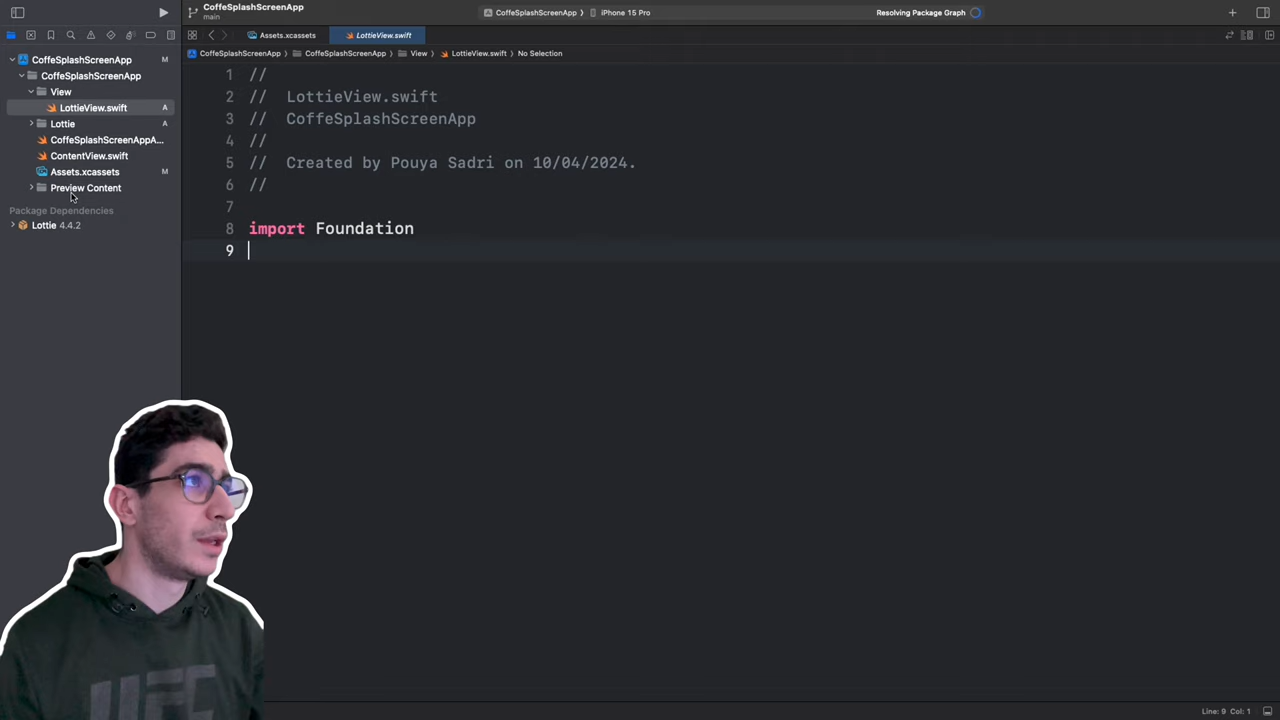 CoffeSplashScreenApp
main
CoffeSplashScreenApp
iPhone 15 Pro
Resolving Package Graph
Assets.xcassets
LottieView.swift
CoffeSplashScreenApp
CoffeSplashScreenApp
View
LottieView.swift
No Selection
CoffeSplashScreenApp M
CoffeSplashScreenApp
View
LottieView.swift A
Lottie A
CoffeSplashScreenAppA...
ContentView.swift
Assets.xcassets M
Preview Content
Package Dependencies
Lottie 4.4.2
1 //
2 // LottieView.swift
3 // CoffeSplashScreenApp
4 //
5 // Created by Pouya Sadri on 10/04/2024.
6 //
7
8 import Foundation
9
UFC
Line: 9 Col: 1